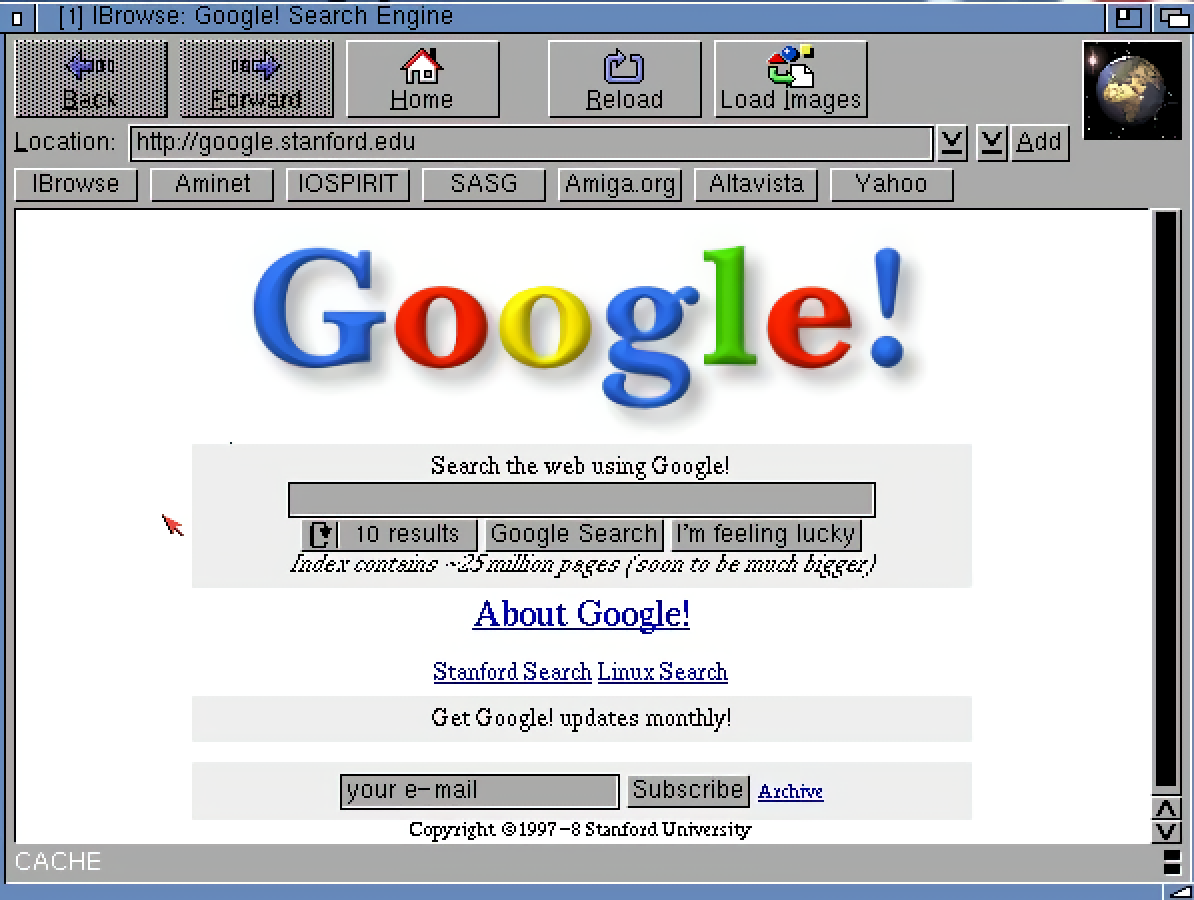 [1] IBrowse: Google! Search Engine
Back Forward Home Reload Load Images
Location: http://google.stanford.edu Add
IBrowse Aminet IOSPIRIT SASG Amiga.org Altavista Yahoo
Google!
Search the web using Google!
10 results Google Search I'm feeling lucky
Index contains ~25 million pages (soon to be much bigger)
About Google!
Stanford Search Linux Search
Get Google! updates monthly!
your e-mail Subscribe Archive
Copyright ©1997-8 Stanford University
CACHE